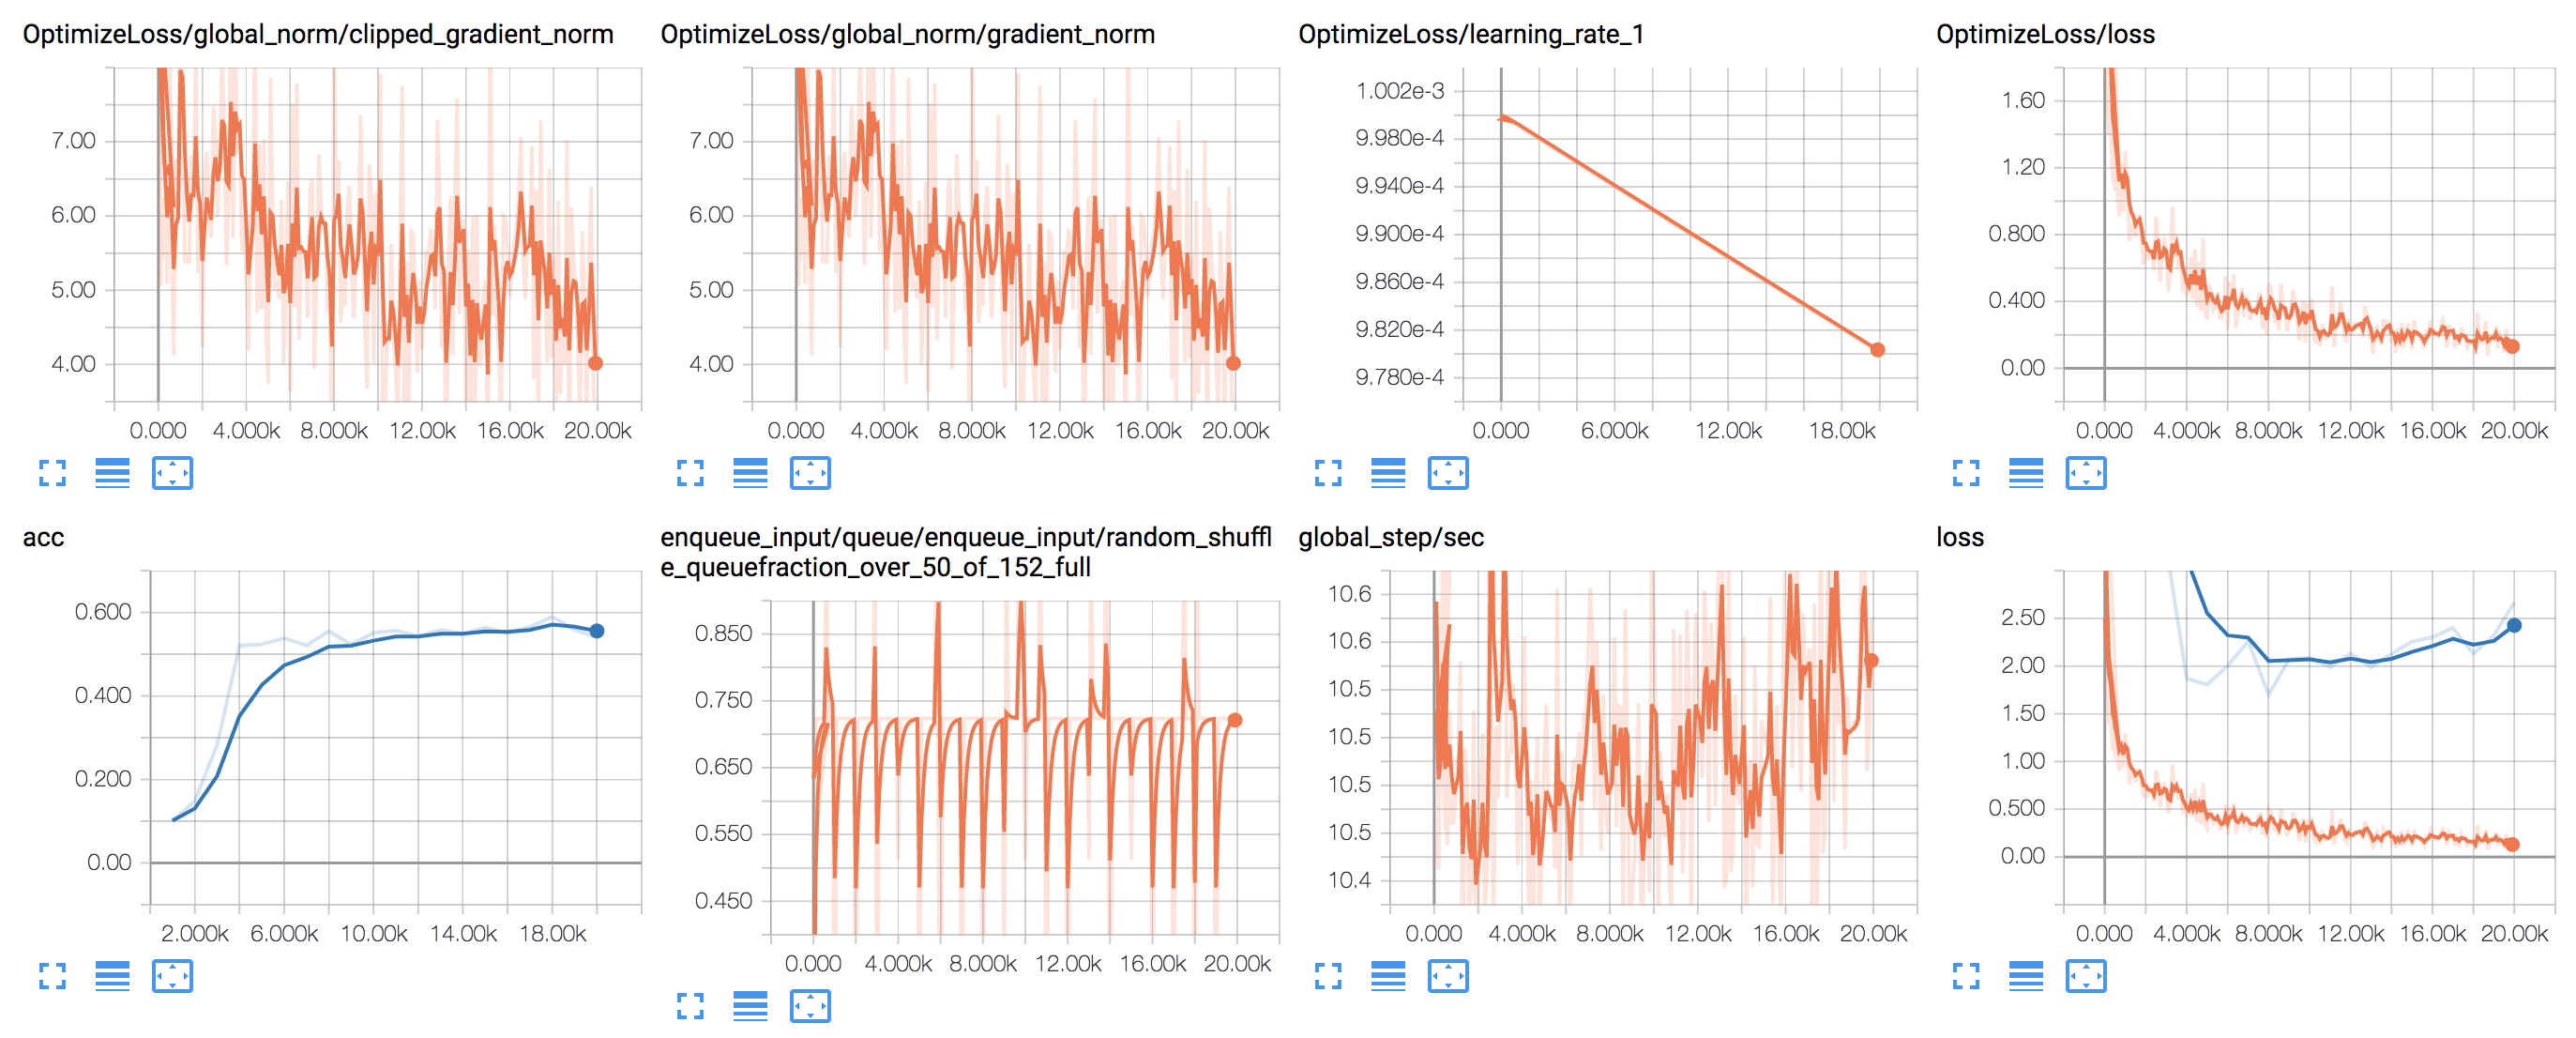 OptimizeLoss/global_norm/clipped_gradient_norm
7.00
6.00
5.00
4.00
0.000 4.000k 8.000k 12.00k 16.00k 20.00k
OptimizeLoss/global_norm/gradient_norm
7.00
6.00
5.00
4.00
0.000 4.000k 8.000k 12.00k 16.00k 20.00k
OptimizeLoss/learning_rate_1
1.002e-3
9.980e-4
9.940e-4
9.900e-4
9.860e-4
9.820e-4
9.780e-4
0.000 6.000k 12.00k 18.00k
OptimizeLoss/loss
1.60
1.20
0.800
0.400
0.00
0.000 4.000k 8.000k 12.00k 16.00k 20.00k
acc
0.600
0.400
0.200
0.00
2.000k 6.000k 10.00k 14.00k 18.00k
enqueue_input/queue/enqueue_input/random_shuffl
e_queuefraction_over_50_of_152_full
0.850
0.750
0.650
0.550
0.450
0.000 4.000k 8.000k 12.00k 16.00k 20.00k
global_step/sec
10.6
10.6
10.5
10.5
10.5
10.5
10.4
0.000 4.000k 8.000k 12.00k 16.00k 20.00k
loss
2.50
2.00
1.50
1.00
0.500
0.00
0.000 4.000k 8.000k 12.00k 16.00k 20.00k